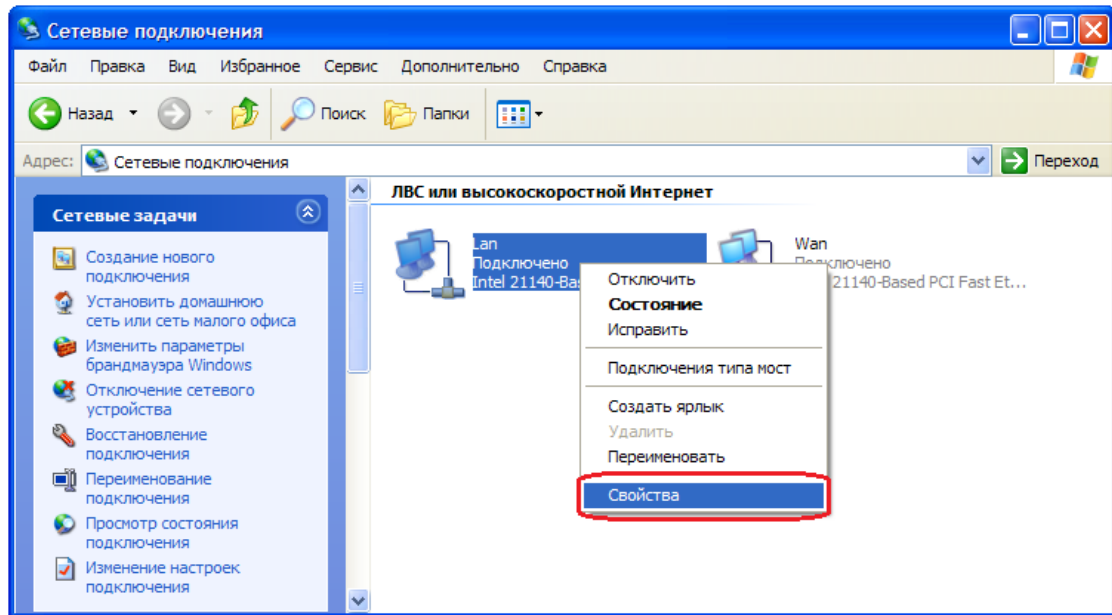 Сетевые подключения
Файл Правка Вид Избранное Сервис Дополнительно Справка
Назад Поиск Папки
Адрес: Сетевые подключения Переход
Сетевые задачи
Создание нового
подключения
Установить домашнюю
сеть или сеть малого офиса
Изменить параметры
брандмауэра Windows
Отключение сетевого
устройства
Восстановление
подключения
Переименование
подключения
Просмотр состояния
подключения
Изменение настроек
подключения
ЛВС или высокоскоростной Интернет
Lan
Подключено
Intel 21140-Ba
Wan
Подключено
21140-Based PCI Fast Et...
Отключить
Состояние
Исправить
Подключения типа мост
Создать ярлык
Удалить
Переименовать
Свойства